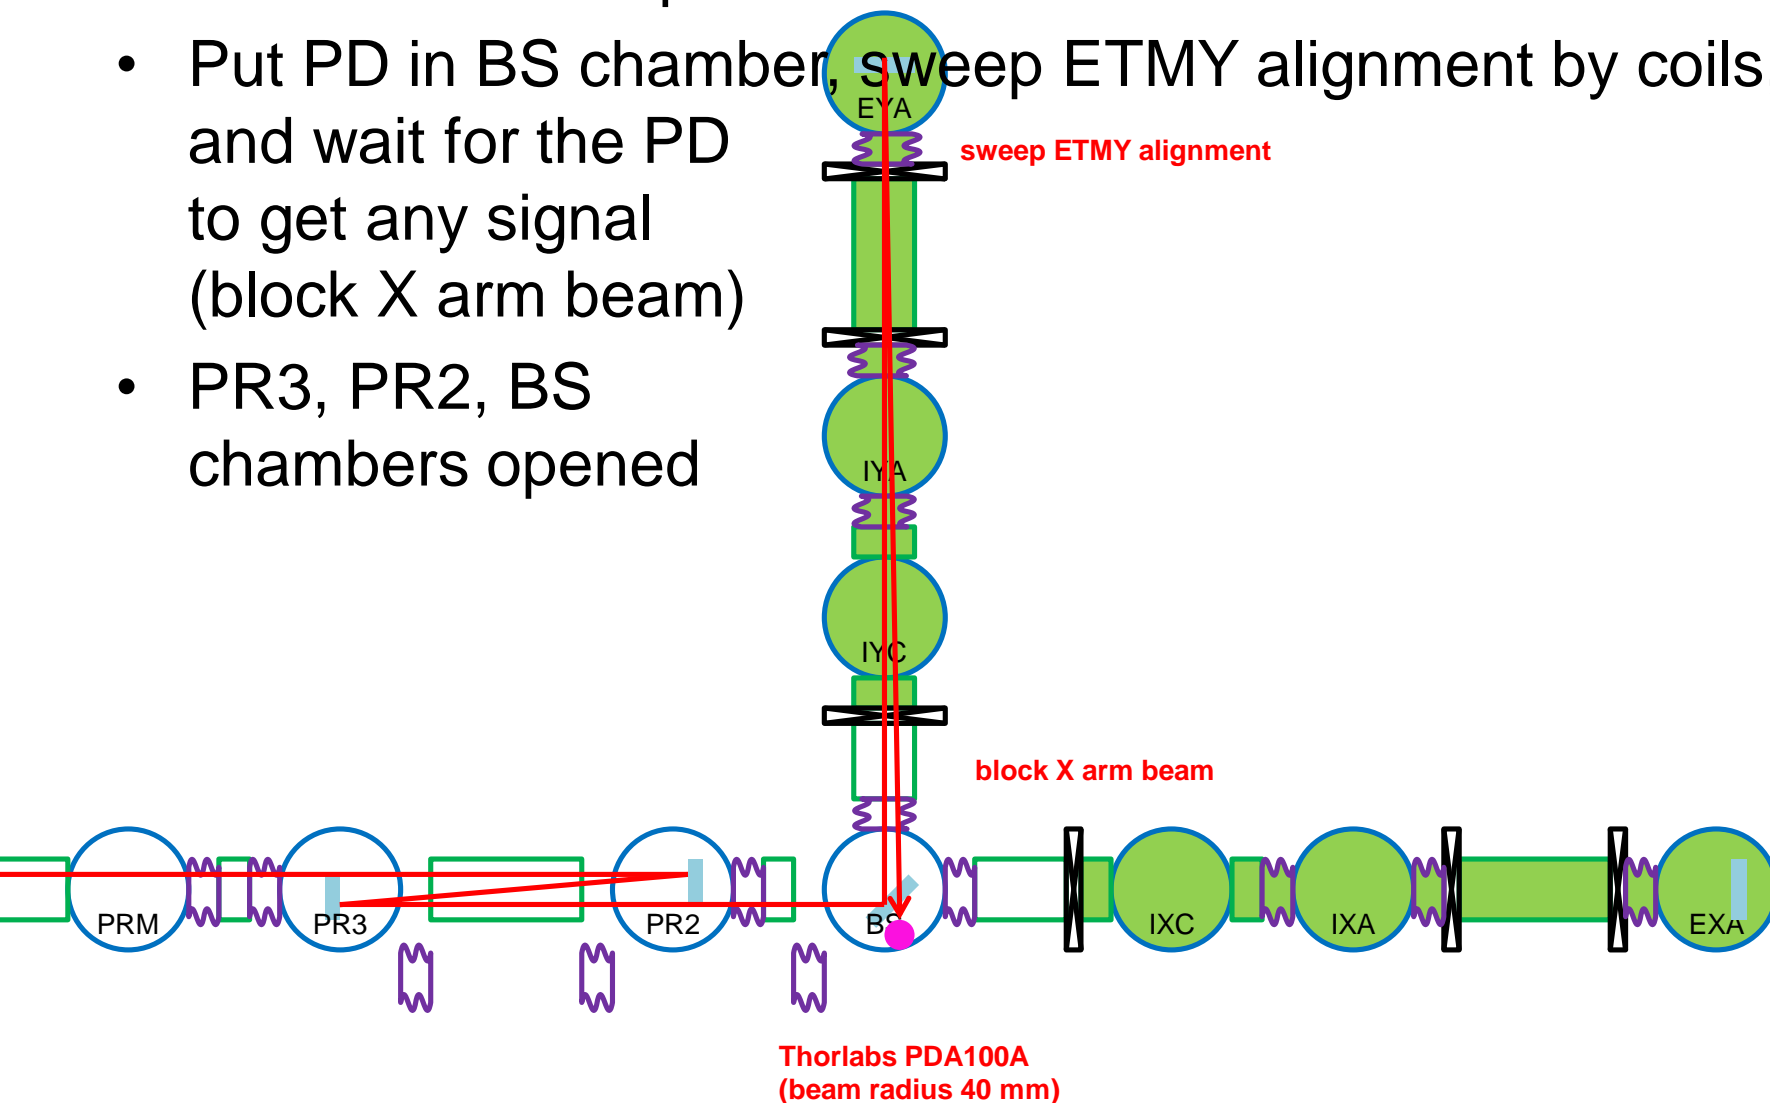 • Put PD in BS chamber, sweep ETMY alignment by coils
and wait for the PD
to get any signal
(block X arm beam)
• PR3, PR2, BS
chambers opened
EYA
sweep ETMY alignment
IYA
IYC
block X arm beam
PRM
PR3
PR2
BS
IXC
IXA
EXA
Thorlabs PDA100A
(beam radius 40 mm)